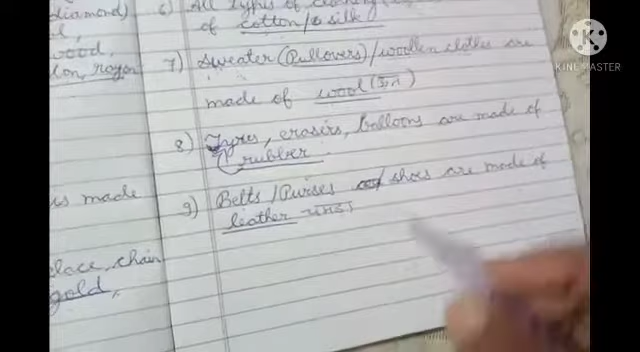 diamond)
wood,
lon, rayon
is made
lace, chain
gold,
6) All types of
of cotton/ silk
7) Sweater (Pullovers)/woolen clothes are
made of wool (ऊन)
8) Tyres, erasers, balloons are made of
rubber
9) Belts/Purses shoes are made of
leather चमड़ा
KINEMASTER